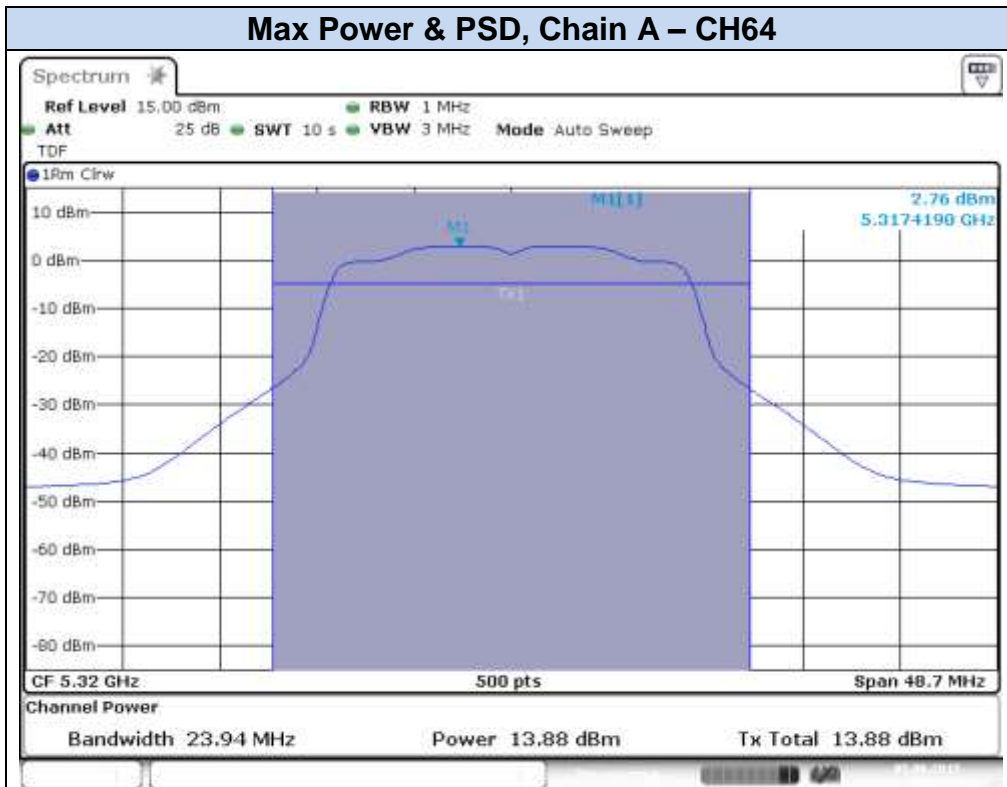 Max Power & PSD, Chain A – CH64
Spectrum
Ref Level 15.00 dBm RBW 1 MHz
Att 25 dB SWT 10 s VBW 3 MHz Mode Auto Sweep
TDF
1Rm Clrw
M1[1] 2.76 dBm
5.3174190 GHz
10 dBm
M1
0 dBm
Tx1
-10 dBm
-20 dBm
-30 dBm
-40 dBm
-50 dBm
-60 dBm
-70 dBm
-80 dBm
CF 5.32 GHz 500 pts Span 48.7 MHz
Channel Power
Bandwidth 23.94 MHz Power 13.88 dBm Tx Total 13.88 dBm